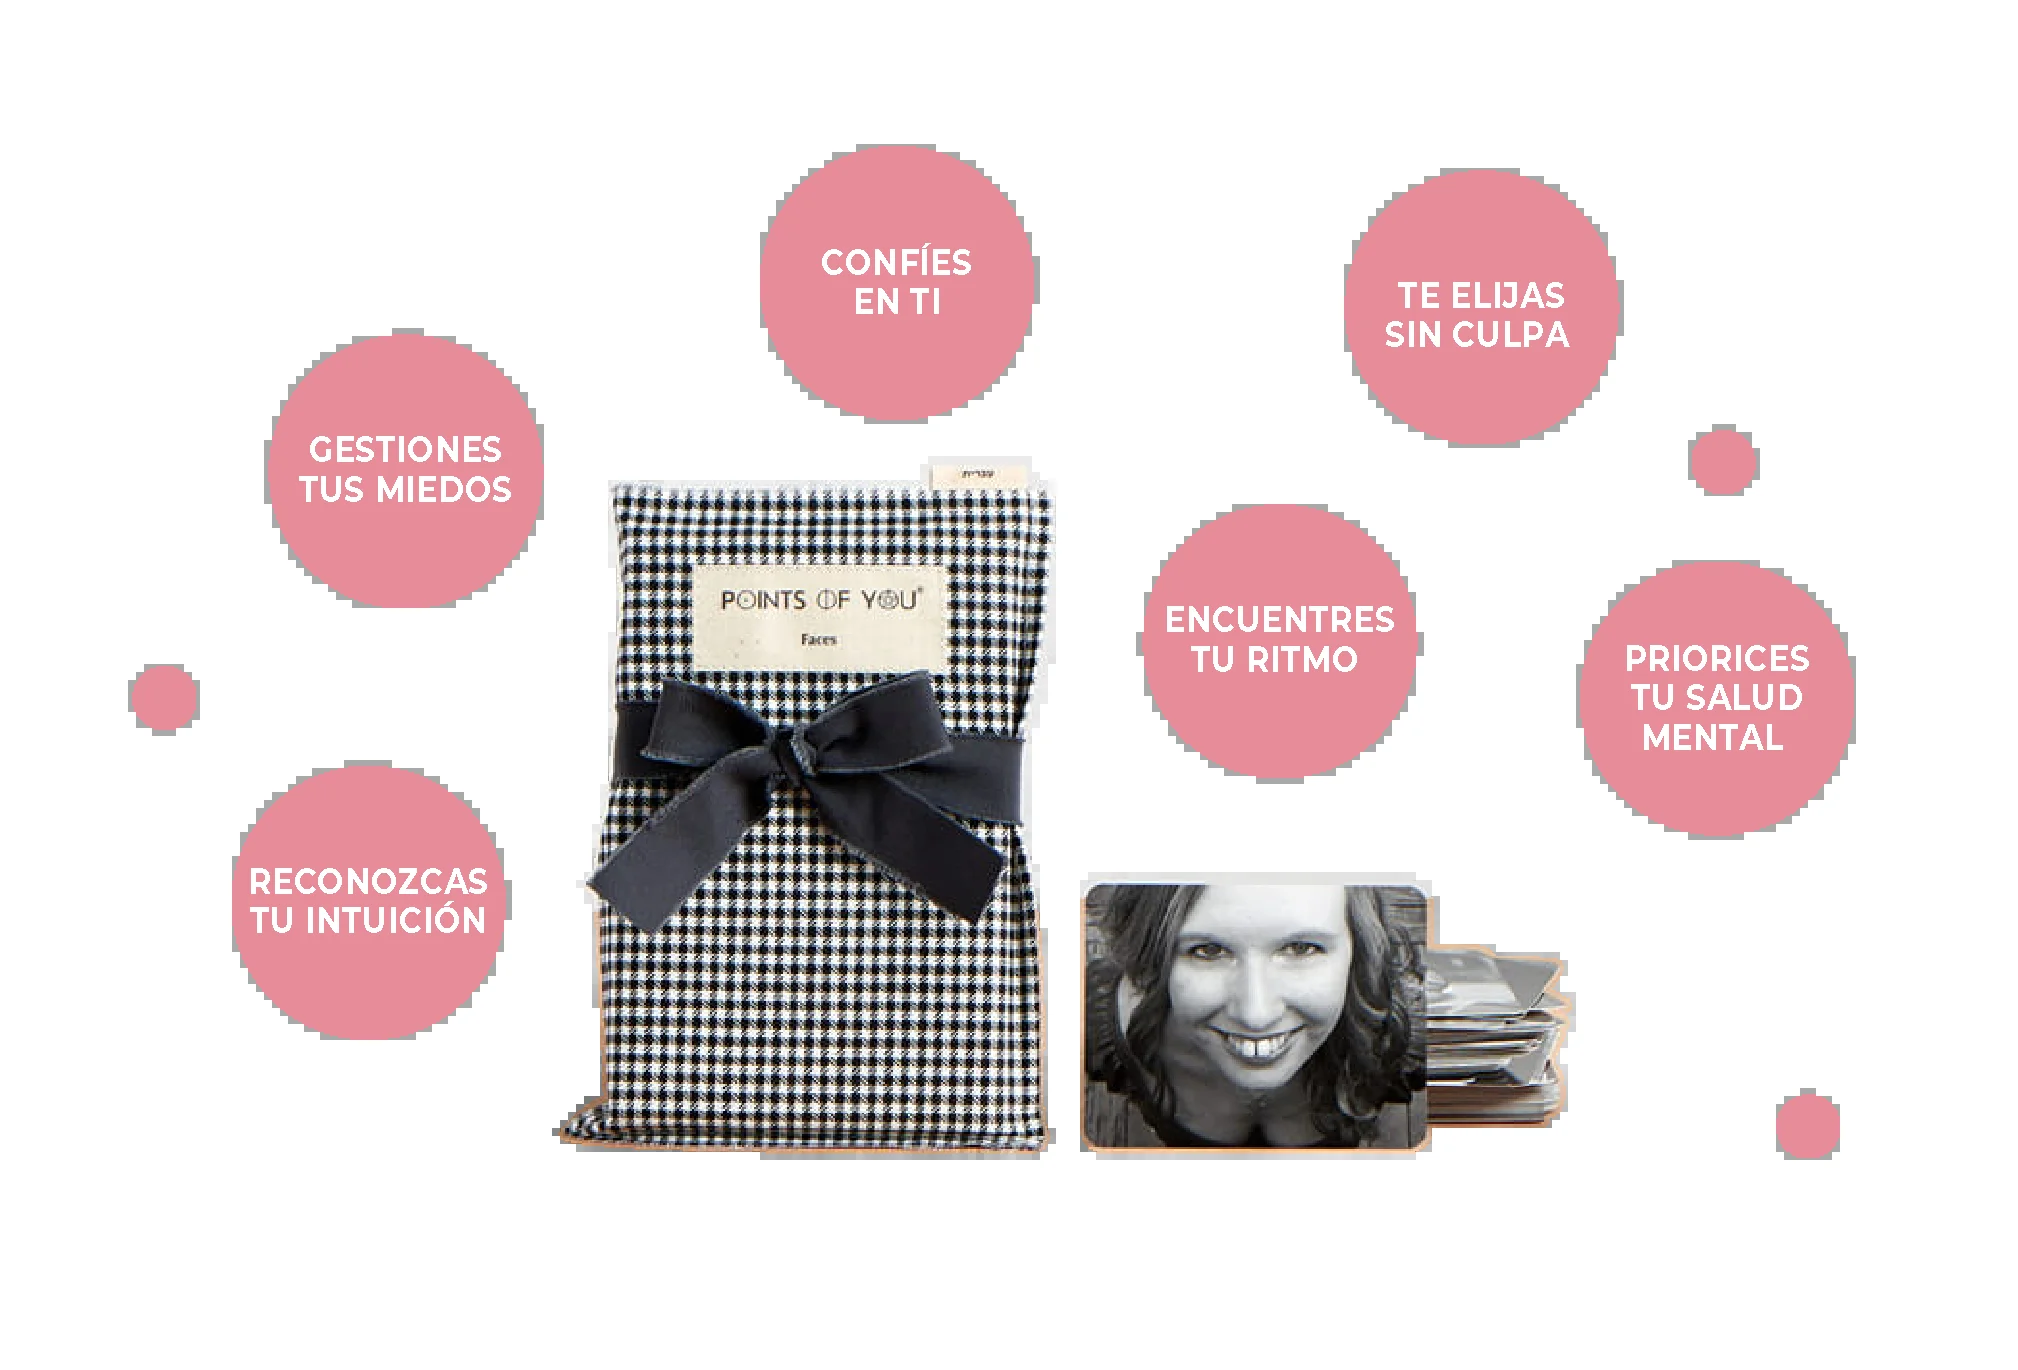 CONFÍES
EN TI
TE ELIJAS
SIN CULPA
GESTIONES
TUS MIEDOS
עברית
POINTS OF YOU®
Faces
ENCUENTRES
TU RITMO
PRIORICES
TU SALUD
MENTAL
RECONOZCAS
TU INTUICIÓN